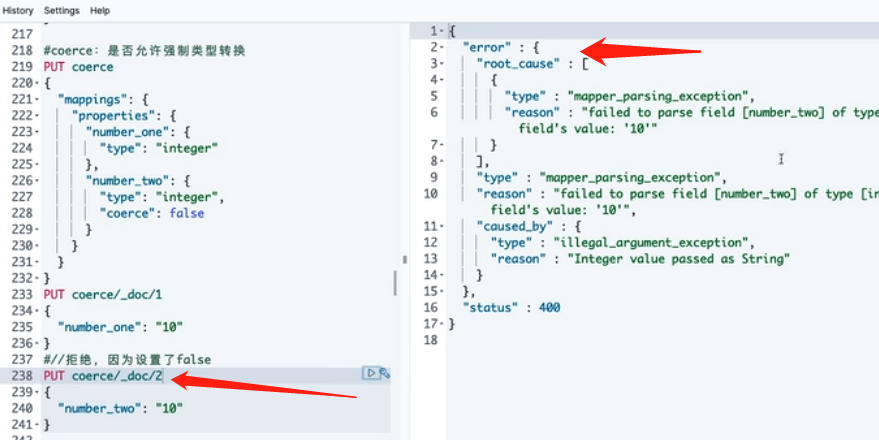 History Settings Help
217
218 #coerce: 是否允许强制类型转换
219 PUT coerce
220 {
221 "mappings": {
222 "properties": {
223 "number_one": {
224 "type": "integer"
225 },
226 "number_two": {
227 "type": "integer",
228 "coerce": false
229 }
230 }
231 }
232 }
233 PUT coerce/_doc/1
234 {
235 "number_one": "10"
236 }
237 #//拒绝, 因为设置了false
238 PUT coerce/_doc/2
239 {
240 "number_two": "10"
241 }
1 {
2 "error" : {
3 "root_cause" : [
4 {
5 "type" : "mapper_parsing_exception",
6 "reason" : "failed to parse field [number_two] of type
field's value: '10'"
7 }
8 ],
9 "type" : "mapper_parsing_exception",
10 "reason" : "failed to parse field [number_two] of type [in
field's value: '10'",
11 "caused_by" : {
12 "type" : "illegal_argument_exception",
13 "reason" : "Integer value passed as String"
14 }
15 },
16 "status" : 400
17 }
18